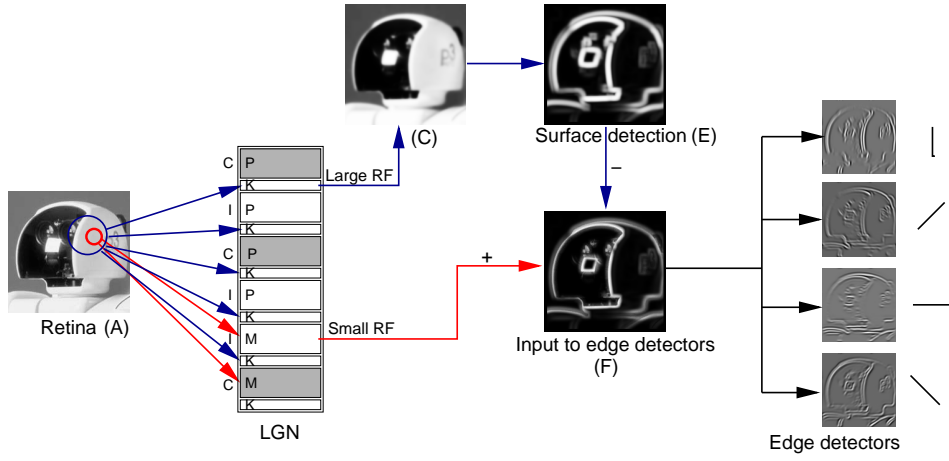 (C)
Surface detection (E)
–
C P
K
Large RF
I P
K
C P
K
I P
K
I M
Small RF
+
K
C M
K
LGN
Retina (A)
Input to edge detectors
(F)
Edge detectors